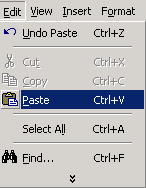 Edit View Insert Format
Undo Paste Ctrl+Z
Cut Ctrl+X
Copy Ctrl+C
Paste Ctrl+V
Select All Ctrl+A
Find... Ctrl+F